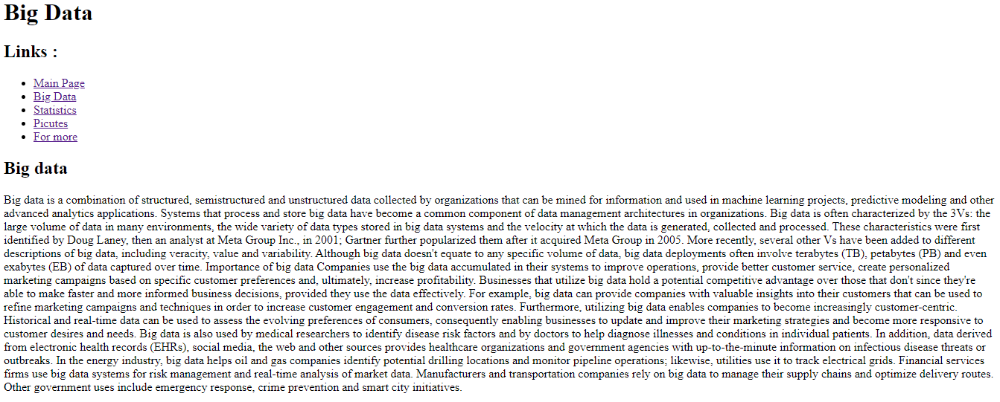 Big Data
Links :
Main Page
Big Data
Statistics
Picutes
For more
Big data
Big data is a combination of structured, semistructured and unstructured data collected by organizations that can be mined for information and used in machine learning projects, predictive modeling and other
advanced analytics applications. Systems that process and store big data have become a common component of data management architectures in organizations. Big data is often characterized by the 3Vs: the
large volume of data in many environments, the wide variety of data types stored in big data systems and the velocity at which the data is generated, collected and processed. These characteristics were first
identified by Doug Laney, then an analyst at Meta Group Inc., in 2001; Gartner further popularized them after it acquired Meta Group in 2005. More recently, several other Vs have been added to different
descriptions of big data, including veracity, value and variability. Although big data doesn't equate to any specific volume of data, big data deployments often involve terabytes (TB), petabytes (PB) and even
exabytes (EB) of data captured over time. Importance of big data Companies use the big data accumulated in their systems to improve operations, provide better customer service, create personalized
marketing campaigns based on specific customer preferences and, ultimately, increase profitability. Businesses that utilize big data hold a potential competitive advantage over those that don't since they're
able to make faster and more informed business decisions, provided they use the data effectively. For example, big data can provide companies with valuable insights into their customers that can be used to
refine marketing campaigns and techniques in order to increase customer engagement and conversion rates. Furthermore, utilizing big data enables companies to become increasingly customer-centric.
Historical and real-time data can be used to assess the evolving preferences of consumers, consequently enabling businesses to update and improve their marketing strategies and become more responsive to
customer desires and needs. Big data is also used by medical researchers to identify disease risk factors and by doctors to help diagnose illnesses and conditions in individual patients. In addition, data derived
from electronic health records (EHRs), social media, the web and other sources provides healthcare organizations and government agencies with up-to-the-minute information on infectious disease threats or
outbreaks. In the energy industry, big data helps oil and gas companies identify potential drilling locations and monitor pipeline operations; likewise, utilities use it to track electrical grids. Financial services
firms use big data systems for risk management and real-time analysis of market data. Manufacturers and transportation companies rely on big data to manage their supply chains and optimize delivery routes.
Other government uses include emergency response, crime prevention and smart city initiatives.